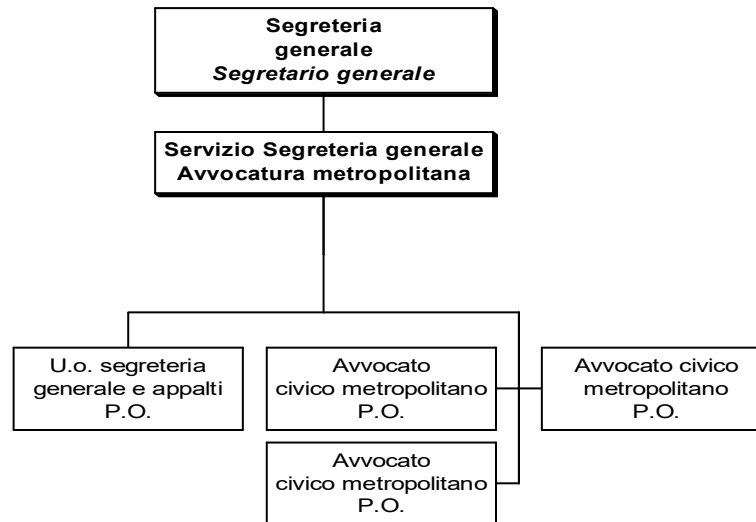 Segreteria
generale
Segretario generale
Servizio Segreteria generale
Avvocatura metropolitana
U.o. segreteria
generale e appalti
P.O.
Avvocato
civico metropolitano
P.O.
Avvocato civico
metropolitano
P.O.
Avvocato
civico metropolitano
P.O.